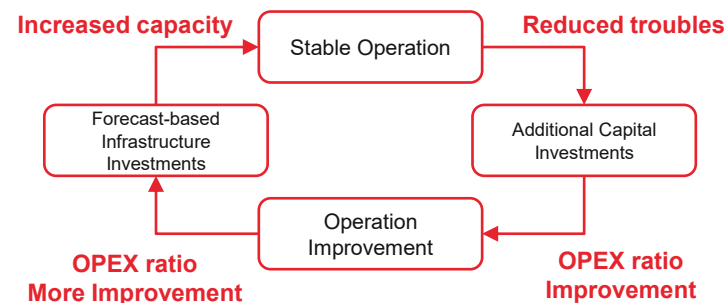 Increased capacity
Stable Operation
Reduced troubles
Forecast-based
Infrastructure
Investments
Additional Capital
Investments
Operation
Improvement
OPEX ratio
More Improvement
OPEX ratio
Improvement